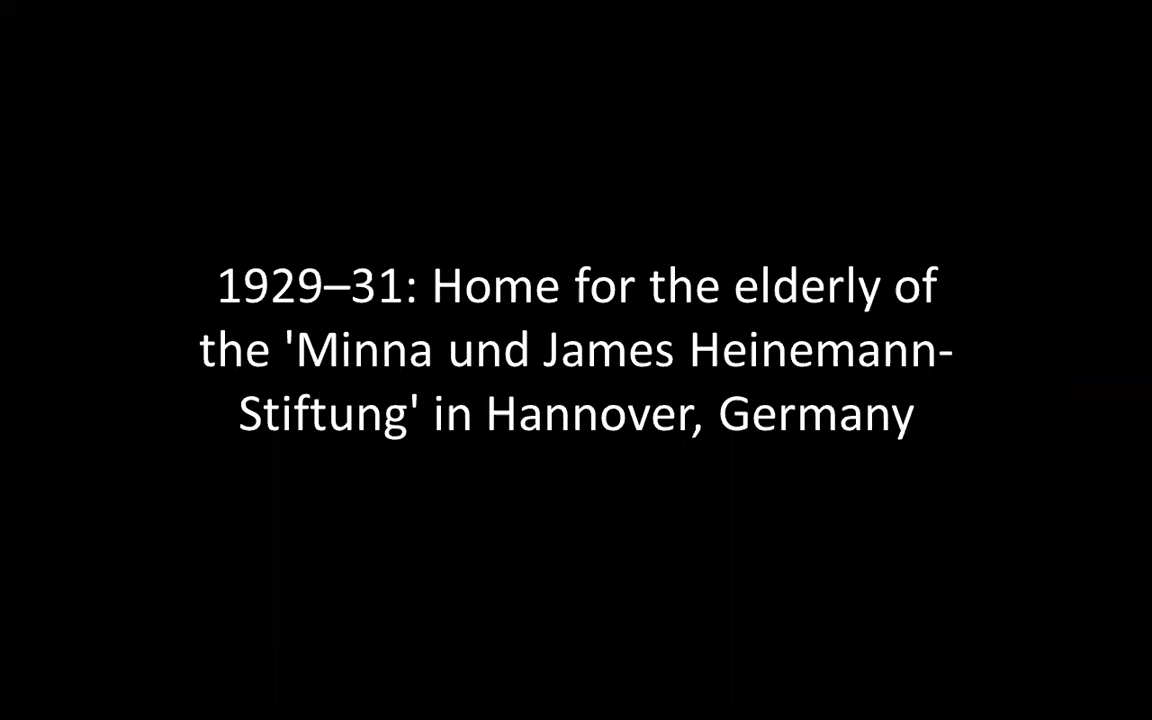 1929–31: Home for the elderly of
the 'Minna und James Heinemann-
Stiftung' in Hannover, Germany